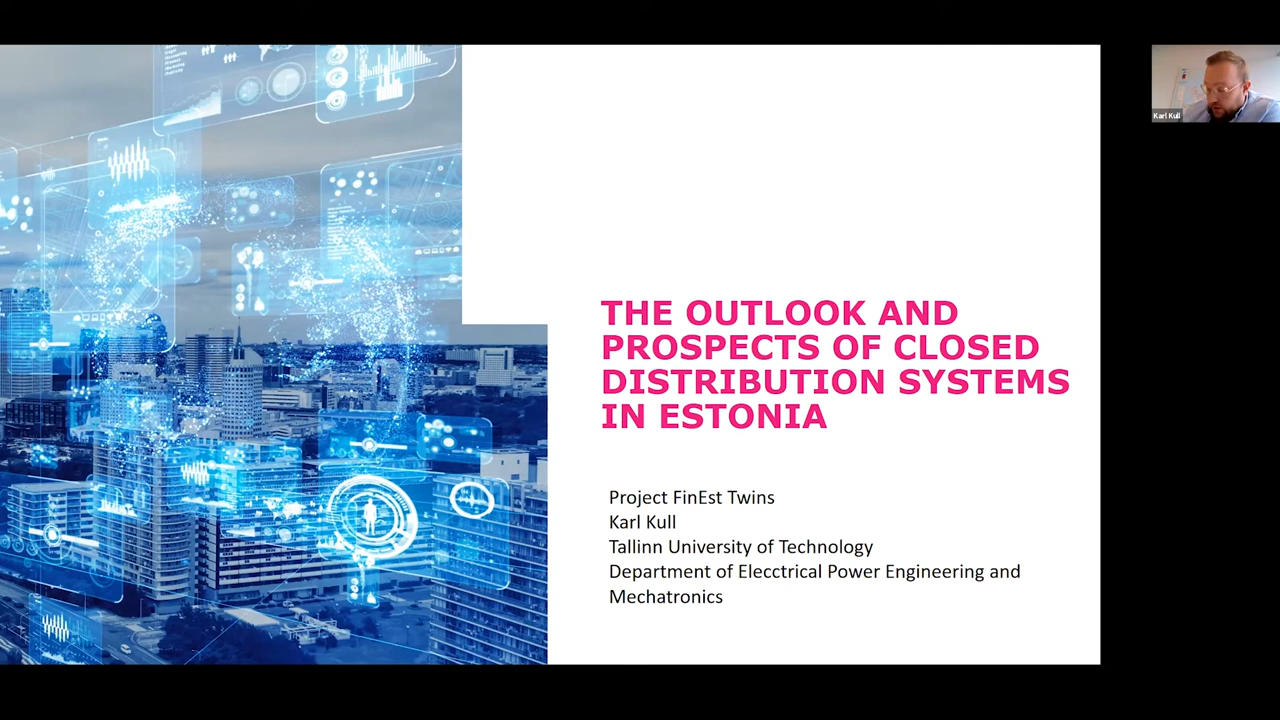 THE OUTLOOK AND
PROSPECTS OF CLOSED
DISTRIBUTION SYSTEMS
IN ESTONIA
Project FinEst Twins
Karl Kull
Tallinn University of Technology
Department of Elecctrical Power Engineering and
Mechatronics
Karl Kull